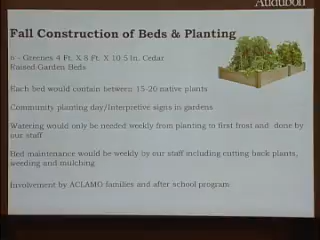 Audubon
Fall Construction of Beds & Planting
6 - Greenes 4 Ft. X 8 Ft. X 10.5 In. Cedar
Raised Garden Beds
Each bed would contain between 15-20 native plants
Community planting day/Interpretive signs in gardens
Watering would only be needed weekly from planting to first frost and done by
our staff
Bed maintenance would be weekly by our staff including cutting back plants,
weeding and mulching
Involvement by ACLAMO families and after school program